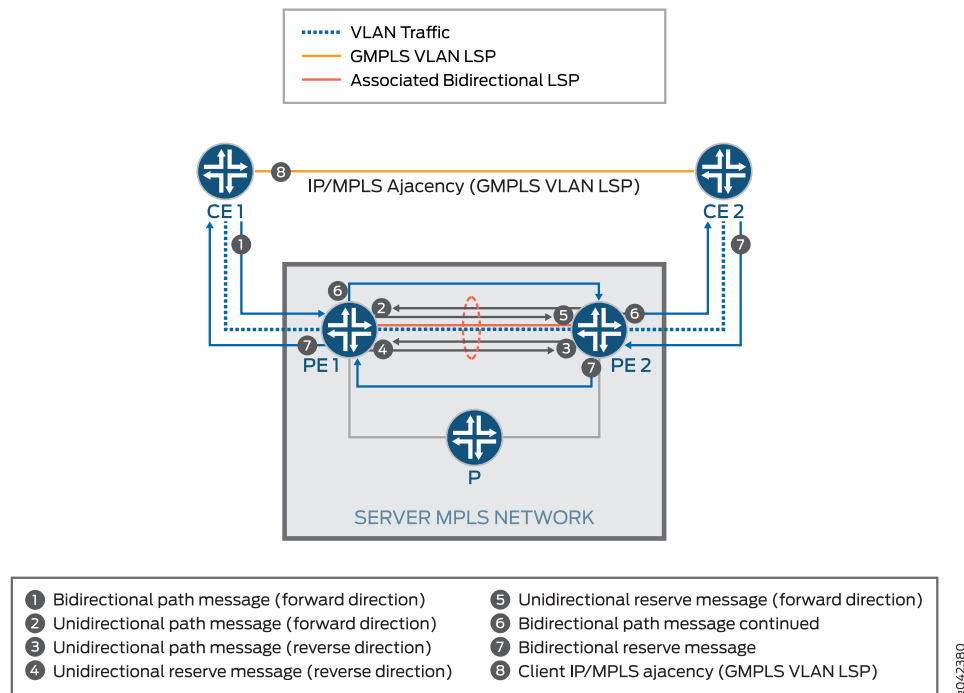 VLAN Traffic
GMPLS VLAN LSP
Associated Bidirectional LSP
8
IP/MPLS Ajacency (GMPLS VLAN LSP)
CE 1
CE 2
1
7
6
2
5
6
7
4
3
PE 1
7
PE 2
P
SERVER MPLS NETWORK
1 Bidirectional path message (forward direction)
2 Unidirectional path message (forward direction)
3 Unidirectional path message (reverse direction)
4 Unidirectional reserve message (reverse direction)
5 Unidirectional reserve message (forward direction)
6 Bidirectional path message continued
7 Bidirectional reserve message
8 Client IP/MPLS ajacency (GMPLS VLAN LSP)